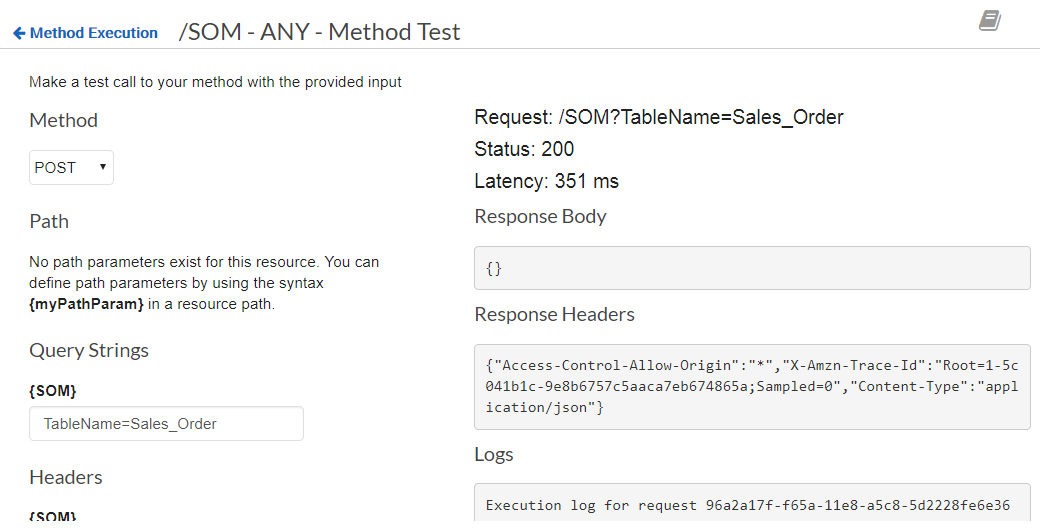 Method Execution /SOM - ANY - Method Test
Make a test call to your method with the provided input
Method
POST
Path
No path parameters exist for this resource. You can
define path parameters by using the syntax
{myPathParam} in a resource path.
Query Strings
{SOM}
TableName=Sales_Order
Headers
{SOM}
Request: /SOM?TableName=Sales_Order
Status: 200
Latency: 351 ms
Response Body
{}
Response Headers
{"Access-Control-Allow-Origin":"*","X-Amzn-Trace-Id":"Root=1-5c
041b1c-9e8b6757c5aaca7eb674865a;Sampled=0","Content-Type":"appl
ication/json"}
Logs
Execution log for request 96a2a17f-f65a-11e8-a5c8-5d2228fe6e36